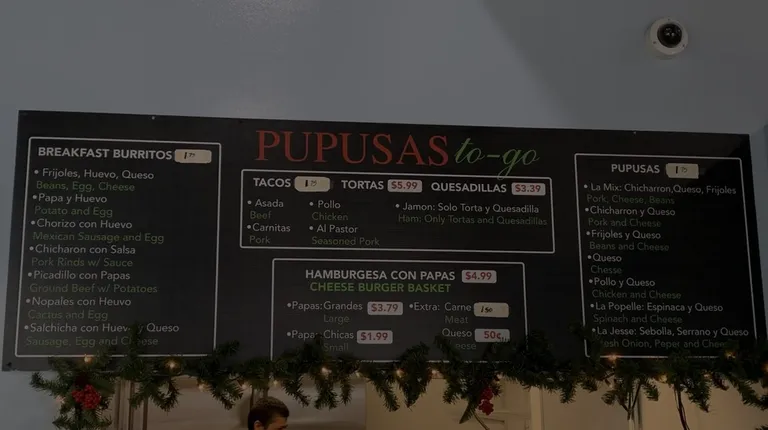 PUPUSAS to-go
BREAKFAST BURRITOS
• Frijoles, Huevo, Queso
Beans, Egg, Cheese
• Papa y Huevo
Potato and Egg
• Chorizo con Huevo
Mexican Sausage and Egg
• Chicharon con Salsa
Pork Rinds w/ Sauce
• Picadillo con Papas
Ground Beef w/ Potatoes
• Nopales con Heuvo
Cactus and Egg
• Salchicha con Huevo y Queso
Sausage, Egg and Cheese
TACOS
• Asada
Beef
• Carnitas
Pork
• Pollo
Chicken
• Al Pastor
Seasoned Pork
TORTAS $5.99 QUESADILLAS $3.39
• Jamon: Solo Torta y Quesadilla
Ham: Only Tortas and Quesadillas
HAMBURGESA CON PAPAS $4.99
CHEESE BURGER BASKET
• Papas: Grandes $3.79
Large
• Papa: Chicas $1.99
Small
• Extra: Carne
Meat
Queso 50¢
PUPUSAS
• La Mix: Chicharron,Queso, Frijoles
Pork, Cheese, Beans
• Chicharron y Queso
Pork and Cheese
• Frijoles y Queso
Beans and Cheese
• Queso
Chesse
• Pollo y Queso
Chicken and Cheese
• La Popelle: Espinaca y Queso
Spinach and Cheese
• La Jesse: Sebolla, Serrano y Queso
Onion, Paper and